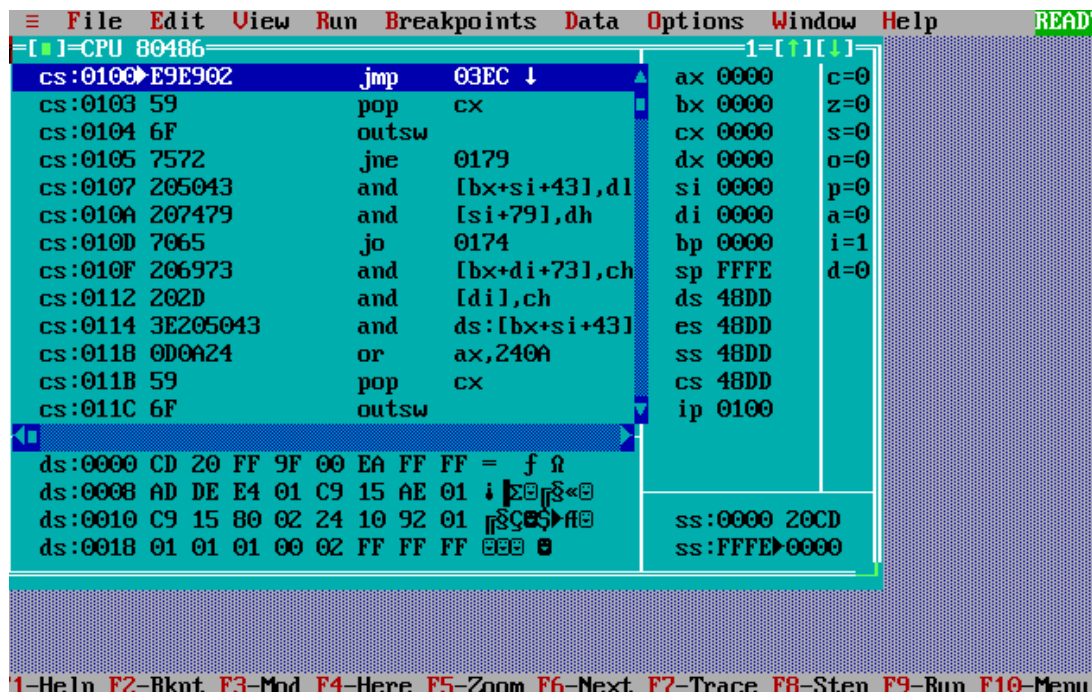 ≡ File Edit View Run Breakpoints Data Options Window Help READ
=[■]=CPU 80486 1=[↑][↓]=
cs:0100►E9E902 jmp 03EC ↓ ax 0000 c=0
cs:0103 59 pop cx bx 0000 z=0
cs:0104 6F outsw cx 0000 s=0
cs:0105 7572 jne 0179 dx 0000 o=0
cs:0107 205043 and [bx+si+43],dl si 0000 p=0
cs:010A 207479 and [si+79],dh di 0000 a=0
cs:010D 7065 jo 0174 bp 0000 i=1
cs:010F 206973 and [bx+di+73],ch sp FFFE d=0
cs:0112 202D and [di],ch ds 48DD
cs:0114 3E205043 and ds:[bx+si+43] es 48DD
cs:0118 0D0A24 or ax,240A ss 48DD
cs:011B 59 pop cx cs 48DD
cs:011C 6F outsw ip 0100
ds:0000 CD 20 FF 9F 00 EA FF FF = ƒ Ω
ds:0008 AD DE E4 01 C9 15 AE 01 ¡▐Σ☺╔§«☺
ds:0010 C9 15 80 02 24 10 92 01 ╔§Ç☻$►Æ☺ ss:0000 20CD
ds:0018 01 01 01 00 02 FF FF FF ☺☺☺ ☻ ss:FFFE►0000
1-Help F2-Bkpt F3-Mod F4-Here F5-Zoom F6-Next F7-Trace F8-Step F9-Run F10-Menu